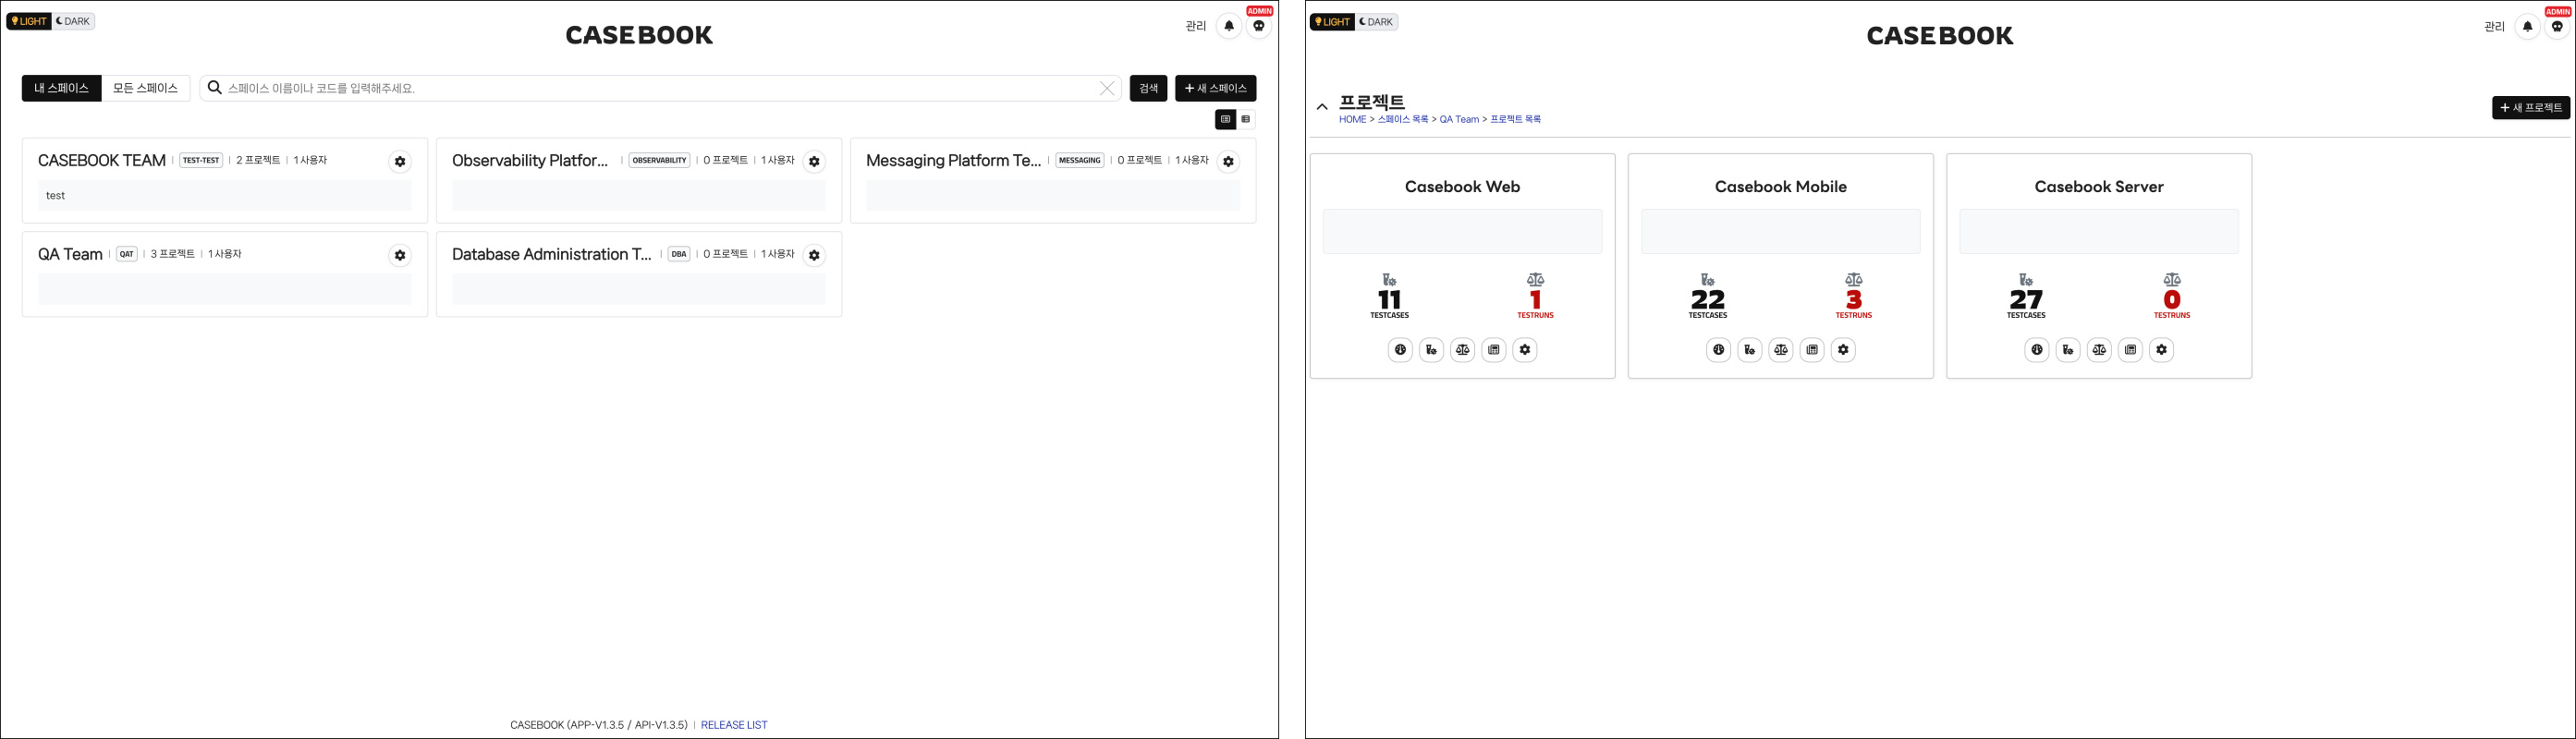 LIGHT DARK
CASEBOOK
관리
ADMIN
내 스페이스 모든 스페이스
스페이스 이름이나 코드를 입력해주세요.
검색
+ 새 스페이스
CASEBOOK TEAM | TEST-TEST | 2 프로젝트 | 1 사용자
test
Observability Platfor... | OBSERVABILITY | 0 프로젝트 | 1 사용자
Messaging Platform Te... | MESSAGING | 0 프로젝트 | 1 사용자
QA Team | QAT | 3 프로젝트 | 1 사용자
Database Administration T... | DBA | 0 프로젝트 | 1 사용자
CASEBOOK (APP-V1.3.5 / API-V1.3.5) | RELEASE LIST
LIGHT DARK
CASEBOOK
관리
ADMIN
프로젝트
HOME > 스페이스 목록 > QA Team > 프로젝트 목록
+ 새 프로젝트
Casebook Web
11
TESTCASES
1
TESTRUNS
Casebook Mobile
22
TESTCASES
3
TESTRUNS
Casebook Server
27
TESTCASES
0
TESTRUNS